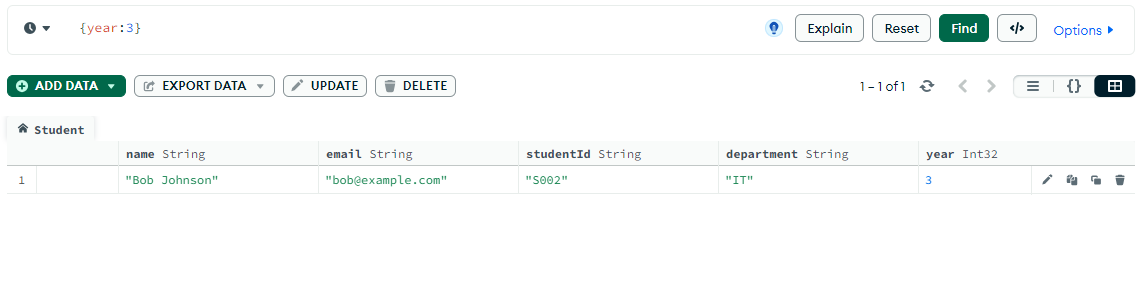 {year:3} Explain Reset Find </> Options
ADD DATA EXPORT DATA UPDATE DELETE 1 – 1 of 1 {}
Student
name String email String studentId String department String year Int32
1 "Bob Johnson" "bob@example.com" "S002" "IT" 3